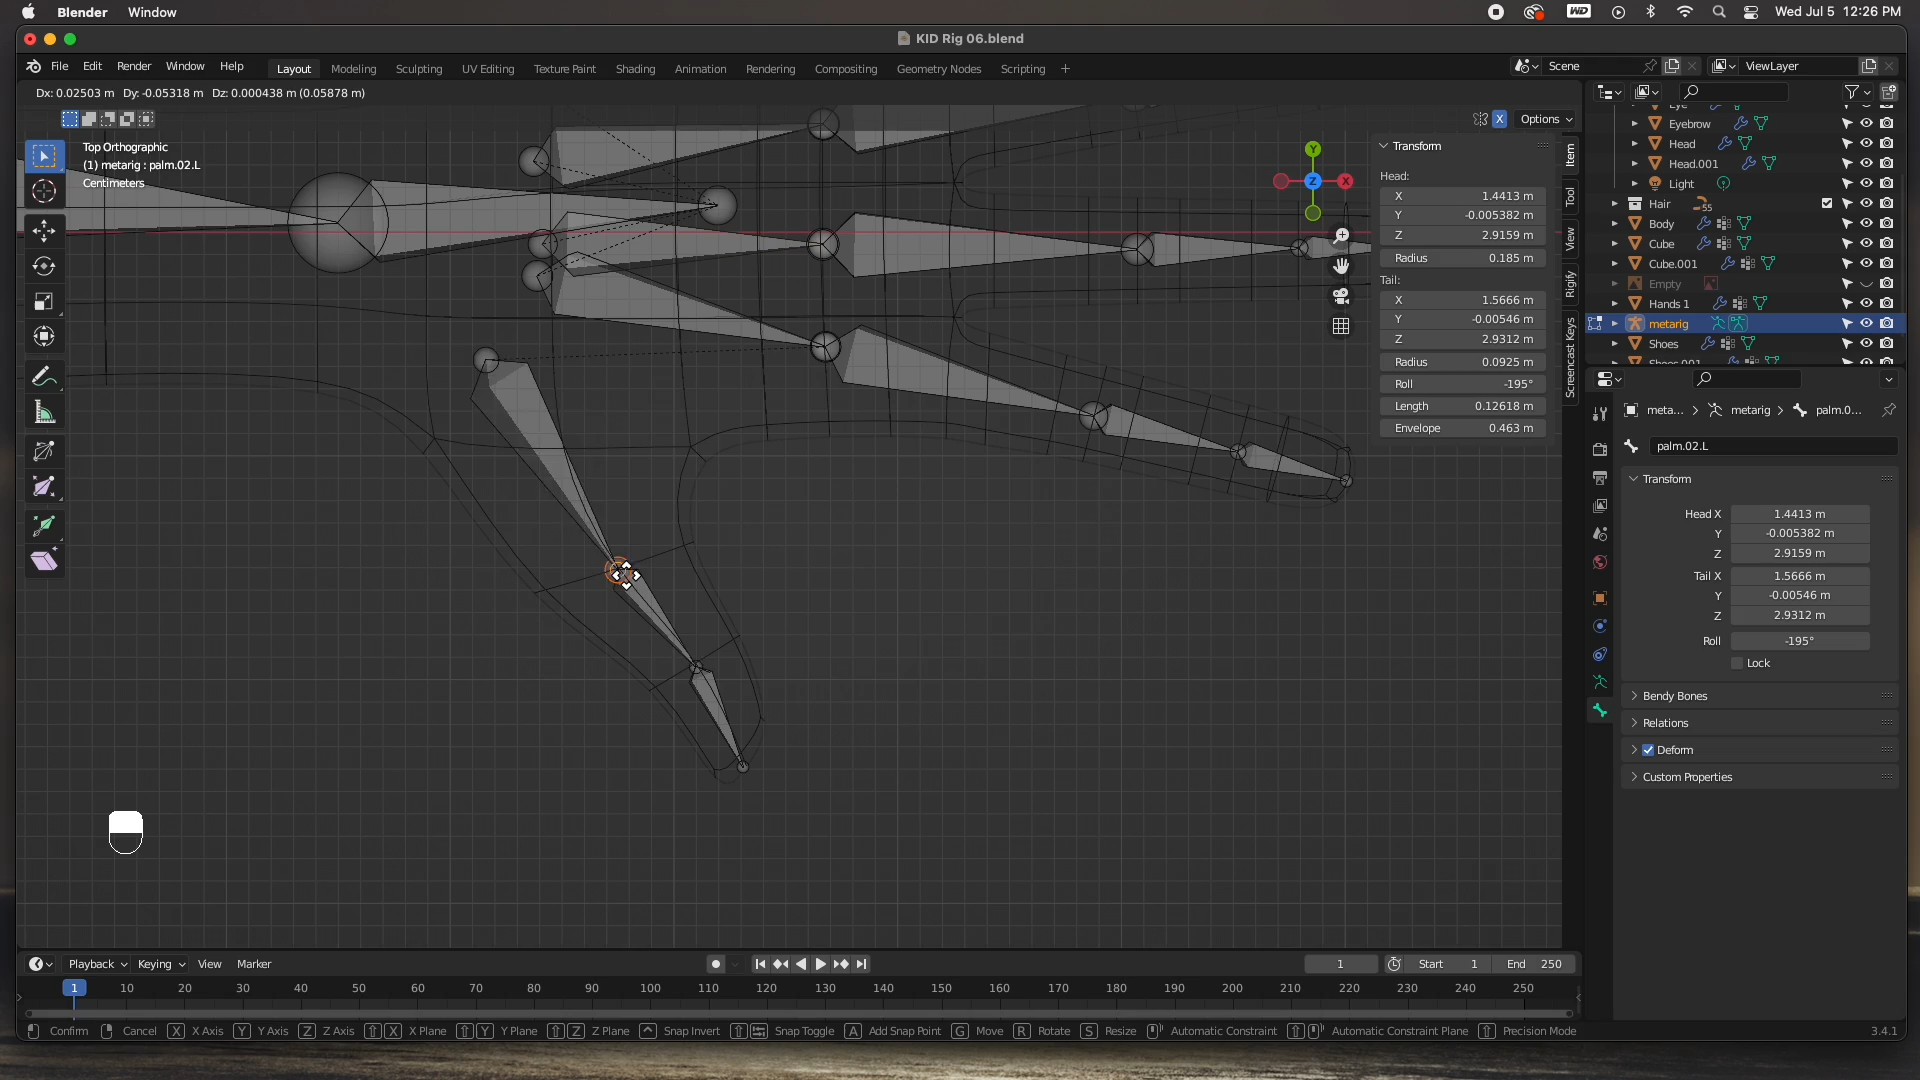 Blender Window
WD
Wed Jul 5 12:26 PM
KID Rig 06.blend
File Edit Render Window Help Layout Modeling Sculpting UV Editing Texture Paint Shading Animation Rendering Compositing Geometry Nodes Scripting +
Scene
ViewLayer
Dx: 0.02503 m Dy: -0.05318 m Dz: 0.000438 m (0.05878 m)
X Options
Top Orthographic
(1) metarig : palm.02.L
Centimeters
Y
Z
X
Transform
Head:
X 1.4413 m
Y -0.005382 m
Z 2.9159 m
Radius 0.185 m
Tail:
X 1.5666 m
Y -0.00546 m
Z 2.9312 m
Radius 0.0925 m
Roll -195°
Length 0.12618 m
Envelope 0.463 m
Item
Tool
View
Rigify
Screencast Keys
Eye
Eyebrow
Head
Head.001
Light
Hair 55
Body
Cube
Cube.001
Empty
Hands 1
metarig
Shoes
Shoes.001
meta... metarig palm.0...
palm.02.L
Transform
Head X 1.4413 m
Y -0.005382 m
Z 2.9159 m
Tail X 1.5666 m
Y -0.00546 m
Z 2.9312 m
Roll -195°
Lock
Bendy Bones
Relations
Deform
Custom Properties
Playback Keying View Marker
1 Start 1 End 250
1 10 20 30 40 50 60 70 80 90 100 110 120 130 140 150 160 170 180 190 200 210 220 230 240 250
Confirm Cancel X X Axis Y Y Axis Z Z Axis X X Plane Y Y Plane Z Z Plane Snap Invert Snap Toggle A Add Snap Point G Move R Rotate S Resize Automatic Constraint Automatic Constraint Plane Precision Mode 3.4.1